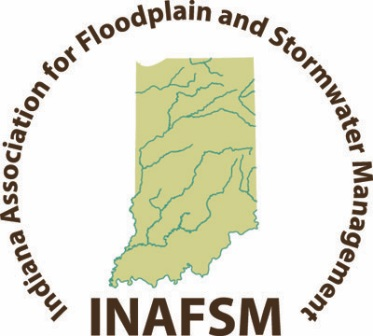 Indiana Association for Floodplain and Stormwater Management
INAFSM